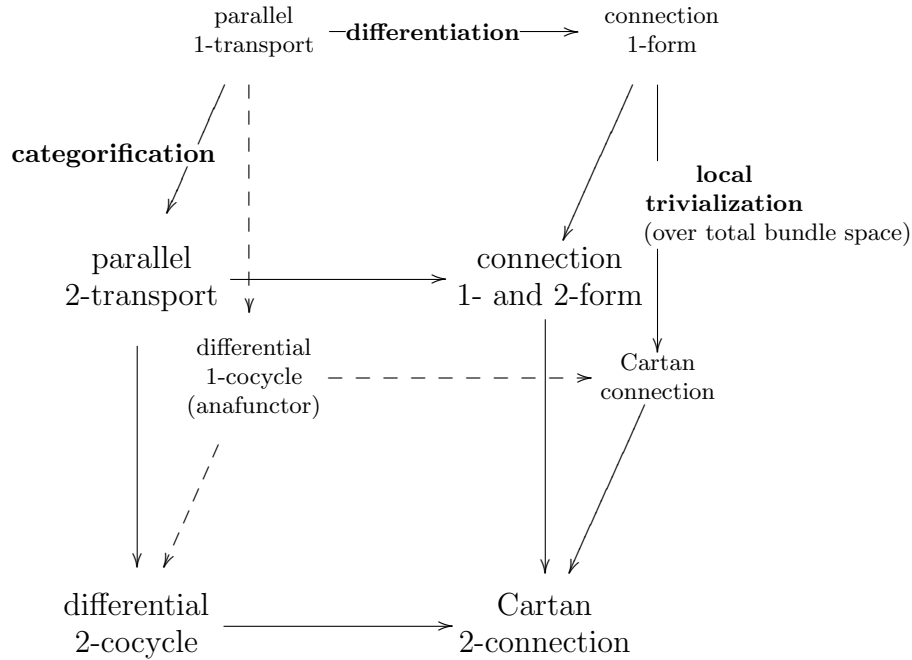 parallel
1-transport
differentiation
connection
1-form
categorification
local
trivialization
(over total bundle space)
parallel
2-transport
connection
1- and 2-form
differential
1-cocycle
(anafunctor)
Cartan
connection
differential
2-cocycle
Cartan
2-connection